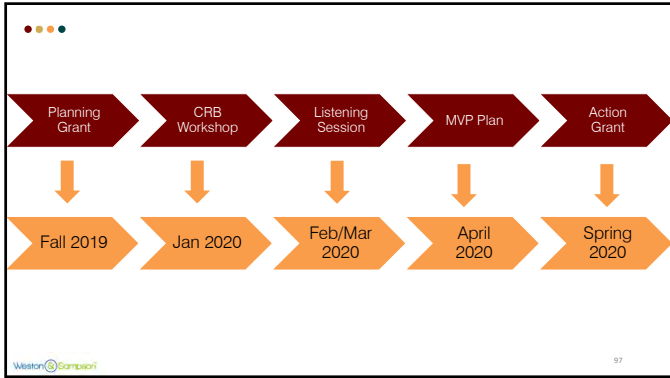 Planning
Grant
CRB
Workshop
Listening
Session
MVP Plan
Action
Grant
Fall 2019
Jan 2020
Feb/Mar
2020
April
2020
Spring
2020
Weston & Sampson
97